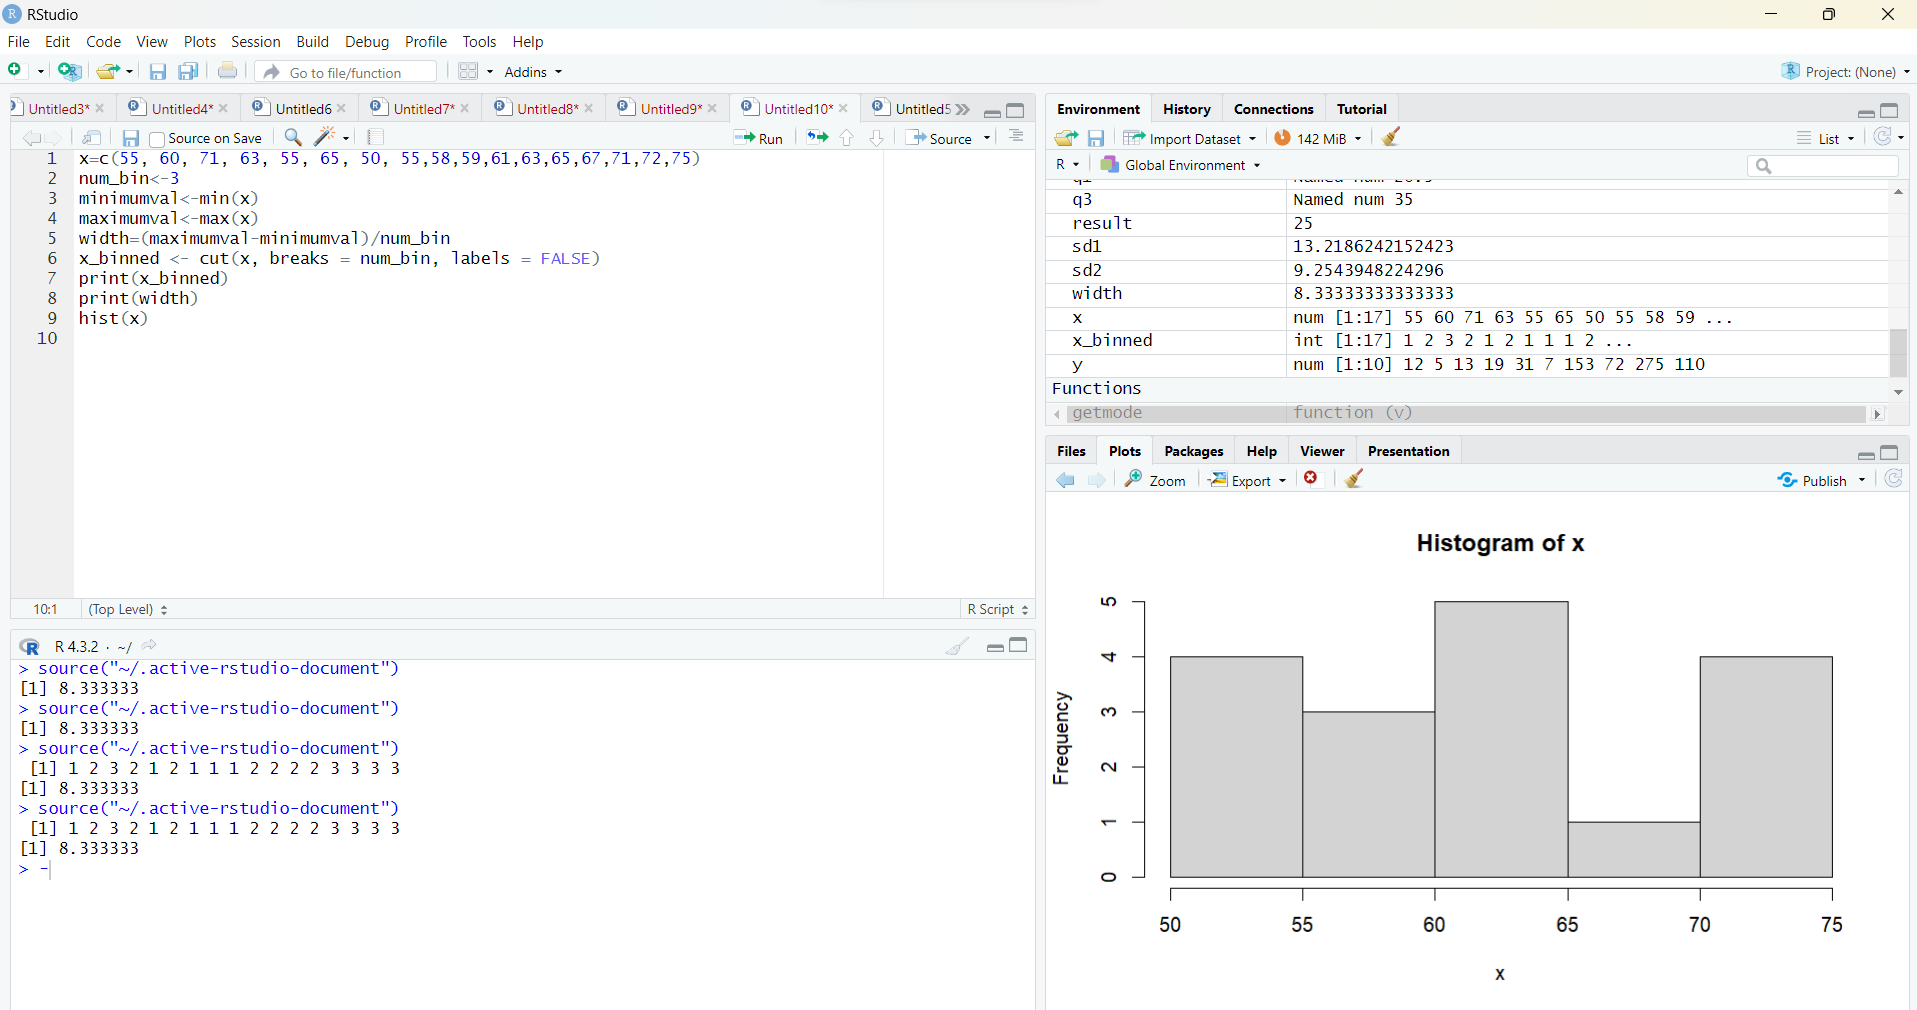 RStudio
File Edit Code View Plots Session Build Debug Profile Tools Help
Go to file/function Addins Project: (None)
Untitled3* Untitled4* Untitled6 Untitled7* Untitled8* Untitled9* Untitled10* Untitled5
Source on Save Run Source
1 x=c(55, 60, 71, 63, 55, 65, 50, 55,58,59,61,63,65,67,71,72,75)
2 num_bin<-3
3 minimumval<-min(x)
4 maximumval<-max(x)
5 width=(maximumval-minimumval)/num_bin
6 x_binned <- cut(x, breaks = num_bin, labels = FALSE)
7 print(x_binned)
8 print(width)
9 hist(x)
10
10:1 (Top Level) R Script
R 4.3.2 · ~/
> source("~/.active-rstudio-document")
[1] 8.333333
> source("~/.active-rstudio-document")
[1] 8.333333
> source("~/.active-rstudio-document")
[1] 1 2 3 2 1 2 1 1 1 2 2 2 2 3 3 3 3
[1] 8.333333
> source("~/.active-rstudio-document")
[1] 1 2 3 2 1 2 1 1 1 2 2 2 2 3 3 3 3
[1] 8.333333
> -
Environment History Connections Tutorial
Import Dataset 142 MiB List
R Global Environment
q3 Named num 35
result 25
sd1 13.2186242152423
sd2 9.2543948224296
width 8.33333333333333
x num [1:17] 55 60 71 63 55 65 50 55 58 59 ...
x_binned int [1:17] 1 2 3 2 1 2 1 1 1 2 ...
y num [1:10] 12 5 13 19 31 7 153 72 275 110
Functions
getmode function (v)
Files Plots Packages Help Viewer Presentation
Zoom Export Publish
Histogram of x
Frequency
5
4
3
2
1
0
50 55 60 65 70 75
x